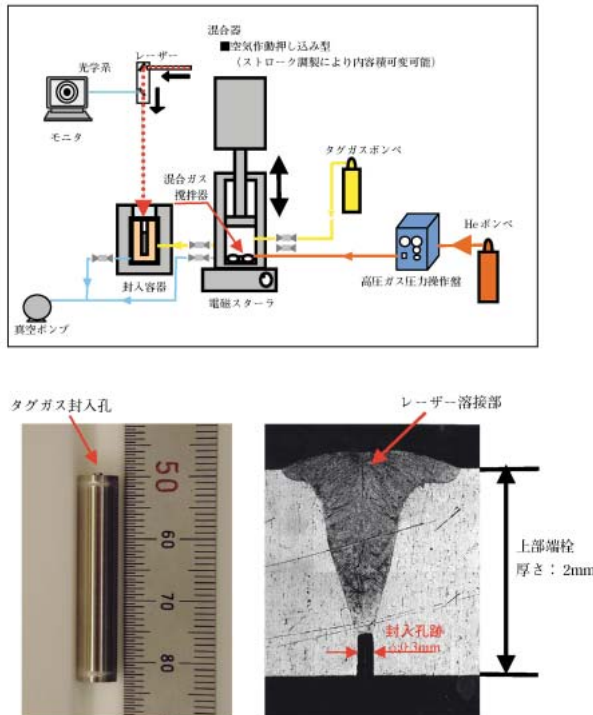 混合器
■空気作動押し込み型
(ストローク調製により内容積可変可能)
レーザー
光学系
モニタ
タグガスボンベ
混合ガス
攪拌器
Heボンベ
封入容器
電磁スターラ
高圧ガス圧力操作盤
真空ポンプ
タグガス封入孔
レーザー溶接部
50
60
70
80
上部端栓
厚さ：2mm
封入孔跡
0.3mm